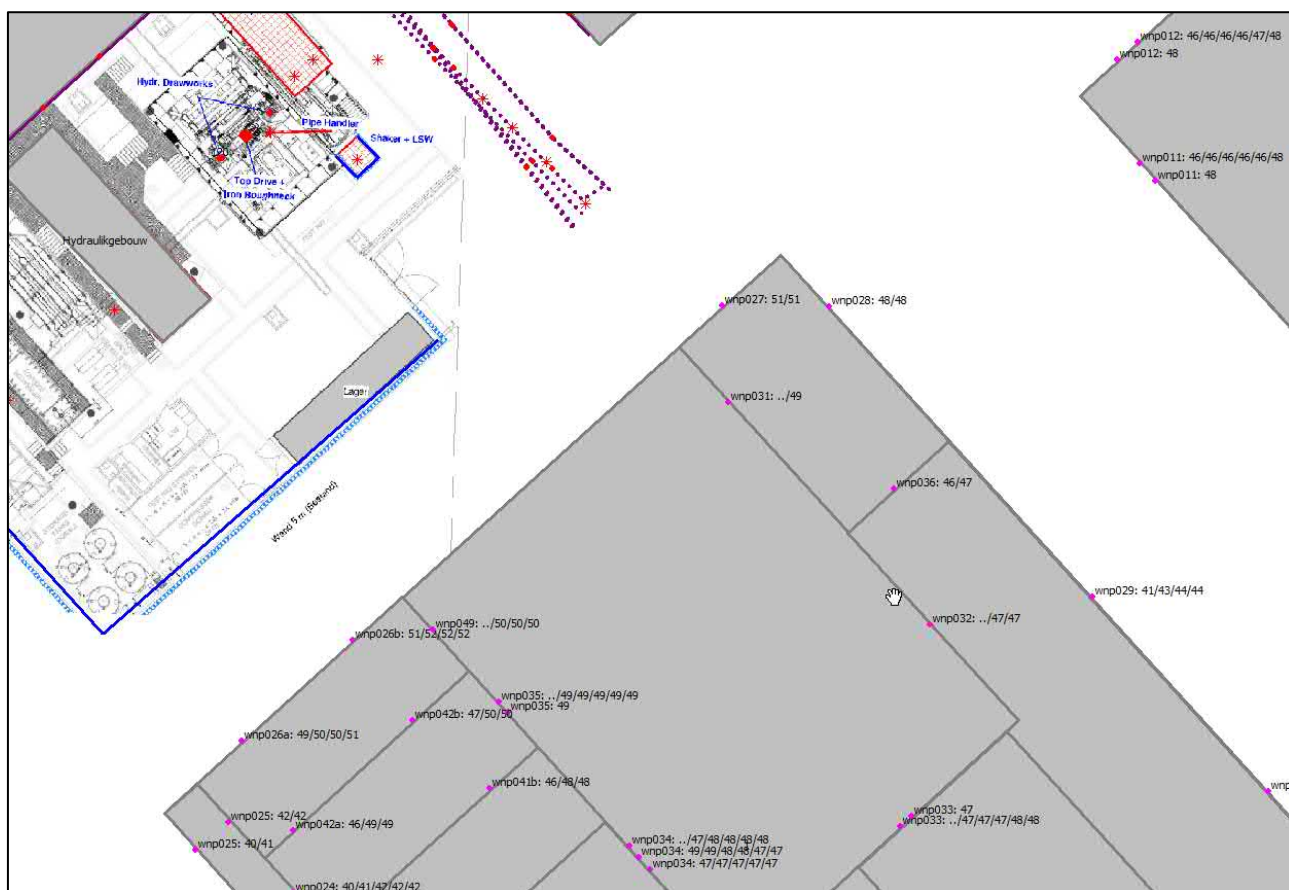 wnp012: 46/46/46/46/47/48
wnp012: 48
Hydr. Drawworks
Pipe Handler
Shaker + LSW
wnp011: 46/46/46/46/46/48
wnp011: 48
Top Drive +
Iron Roughneck
Hydraulikgebouw
wnp027: 51/51
wnp028: 48/48
Lager
wnp031: ../49
wnp036: 46/47
Wand 5 m (Bestand)
wnp029: 41/43/44/44
wnp032: ../47/47
wnp049: ../50/50/50
wnp026b: 51/52/52/52
wnp035: ../49/49/49/49/49
wnp035: 49
wnp042b: 47/50/50
wnp026a: 49/50/50/51
wnp041b: 46/48/48
wnp033: 47
wnp033: ../47/47/47/48/48
wnp025: 42/42
wnp042a: 46/49/49
wnp034: ../47/48/48/48/48
wnp034: 49/49/48/48/47/47
wnp034: 47/47/47/47/47
wnp025: 40/41
wnp024: 40/41/42/42/42